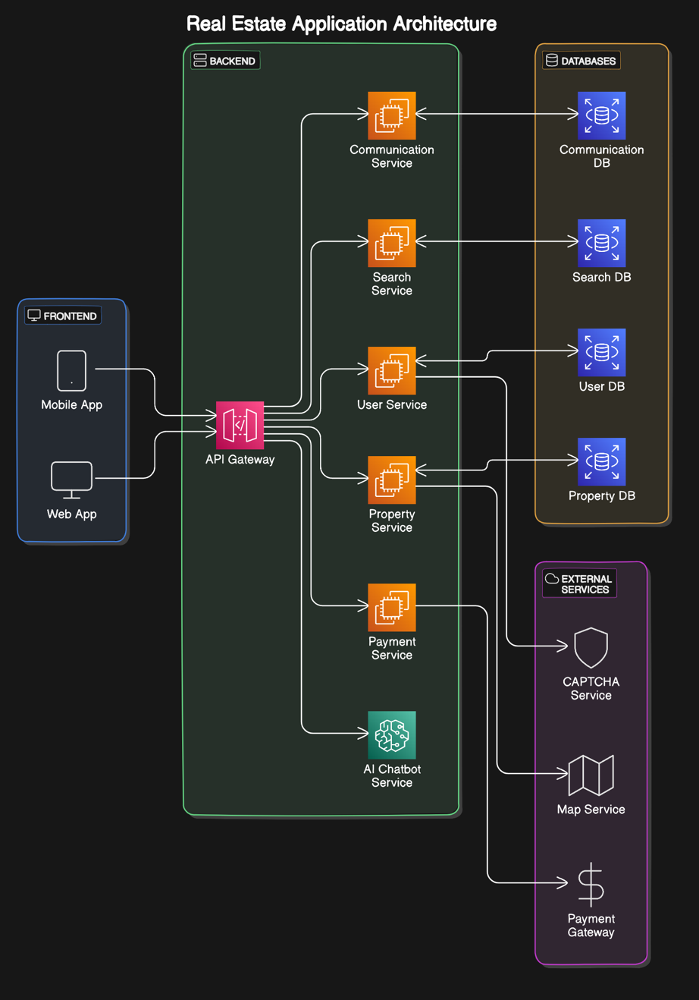 Real Estate Application Architecture
BACKEND
DATABASES
Communication
Service
Communication
DB
Search
Service
Search DB
FRONTEND
Mobile App
User Service
User DB
API Gateway
Web App
Property
Service
Property DB
EXTERNAL
SERVICES
Payment
Service
CAPTCHA
Service
AI Chatbot
Service
Map Service
Payment
Gateway